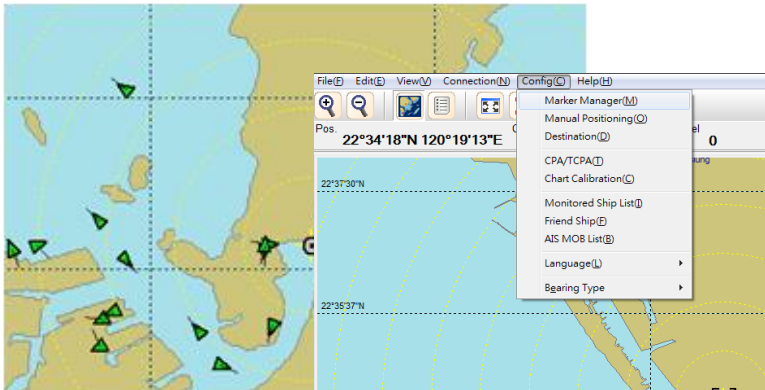 File(F) Edit(E) View(V) Connection(N) Config(C) Help(H)
Pos.
22°34'18"N 120°19'13"E
0
22°37'30"N
22°35'37"N
Marker Manager(M)
Manual Positioning(O)
Destination(D)
CPA/TCPA(T)
Chart Calibration(C)
Monitored Ship List(I)
Friend Ship(F)
AIS MOB List(B)
Language(L)
Bearing Type